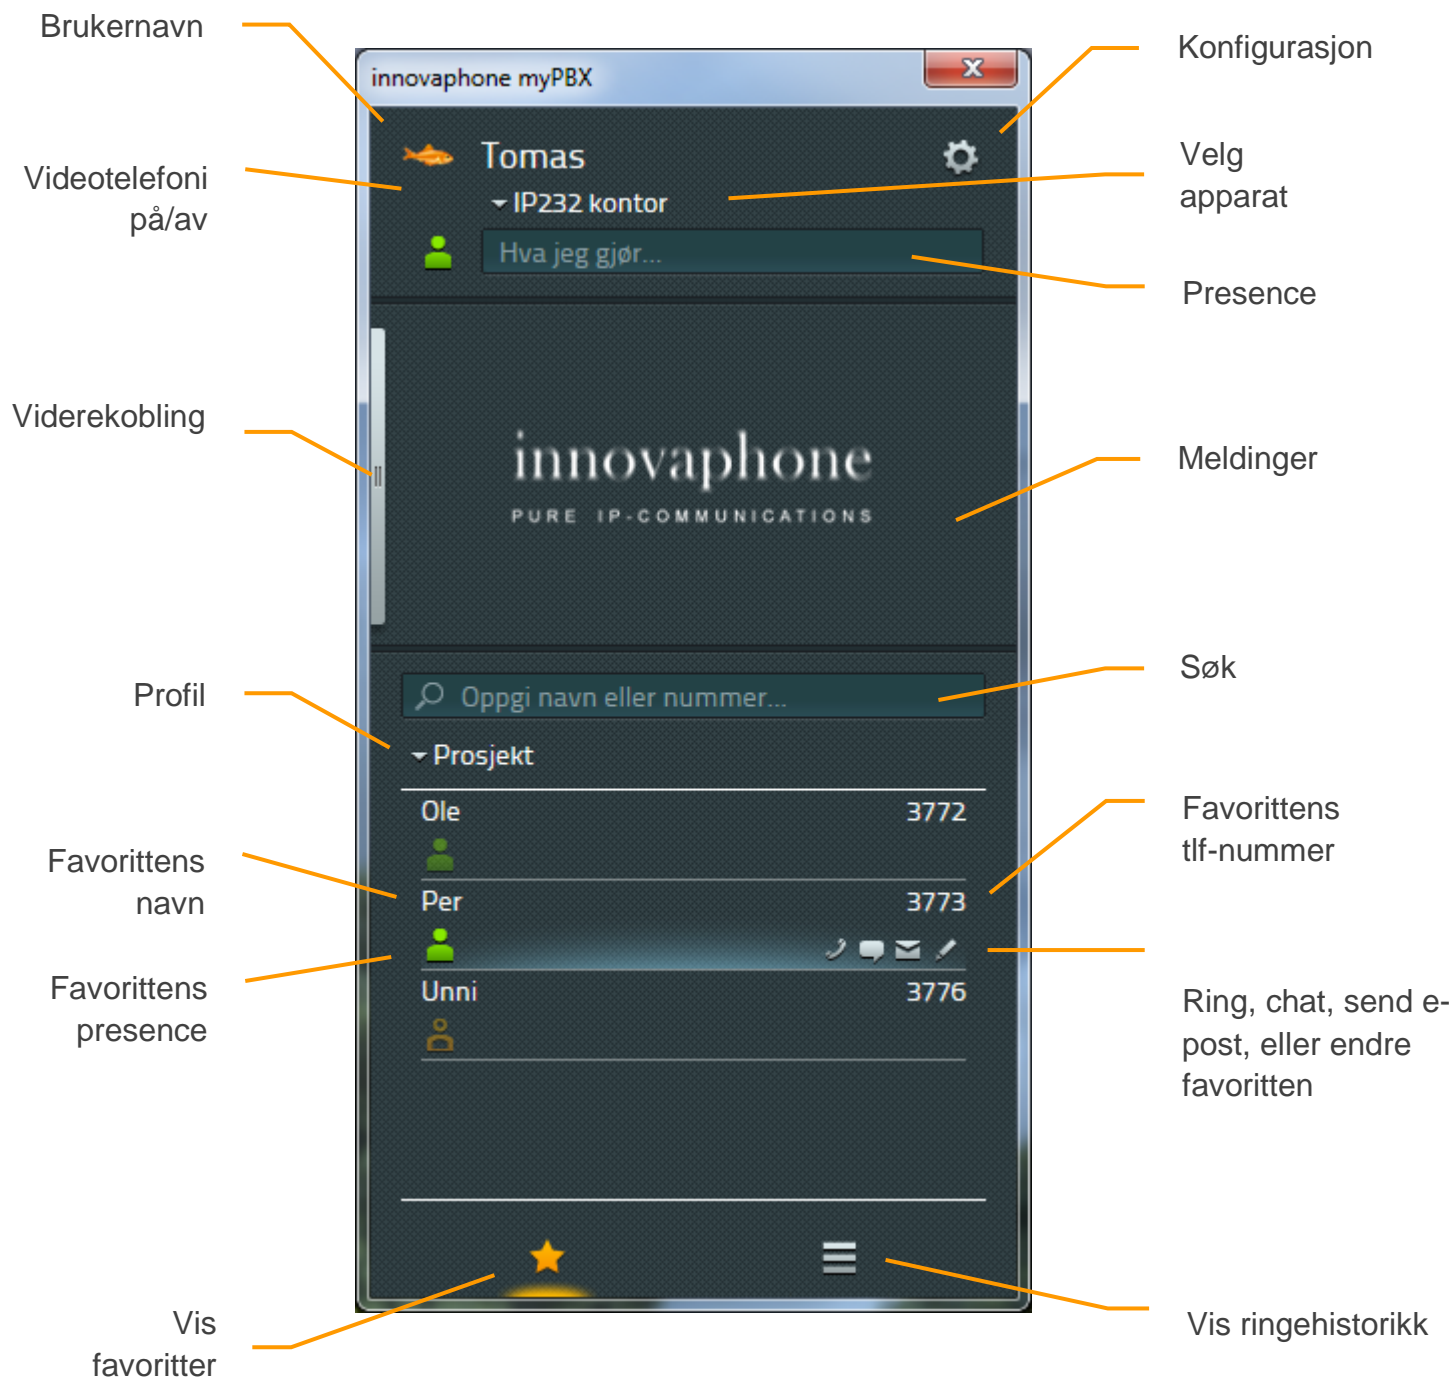 Brukernavn
Konfigurasjon
innovaphone myPBX
Tomas
Velg
apparat
Videotelefoni
på/av
IP232 kontor
Hva jeg gjør...
Presence
Viderekobling
innovaphone
PURE IP-COMMUNICATIONS
Meldinger
Søk
Profil
Oppgi navn eller nummer...
Prosjekt
Ole 3772
Favorittens
tlf-nummer
Favorittens
navn
Per 3773
Favorittens
presence
Unni 3776
Ring, chat, send e-
post, eller endre
favoritten
Vis
favoritter
Vis ringehistorikk